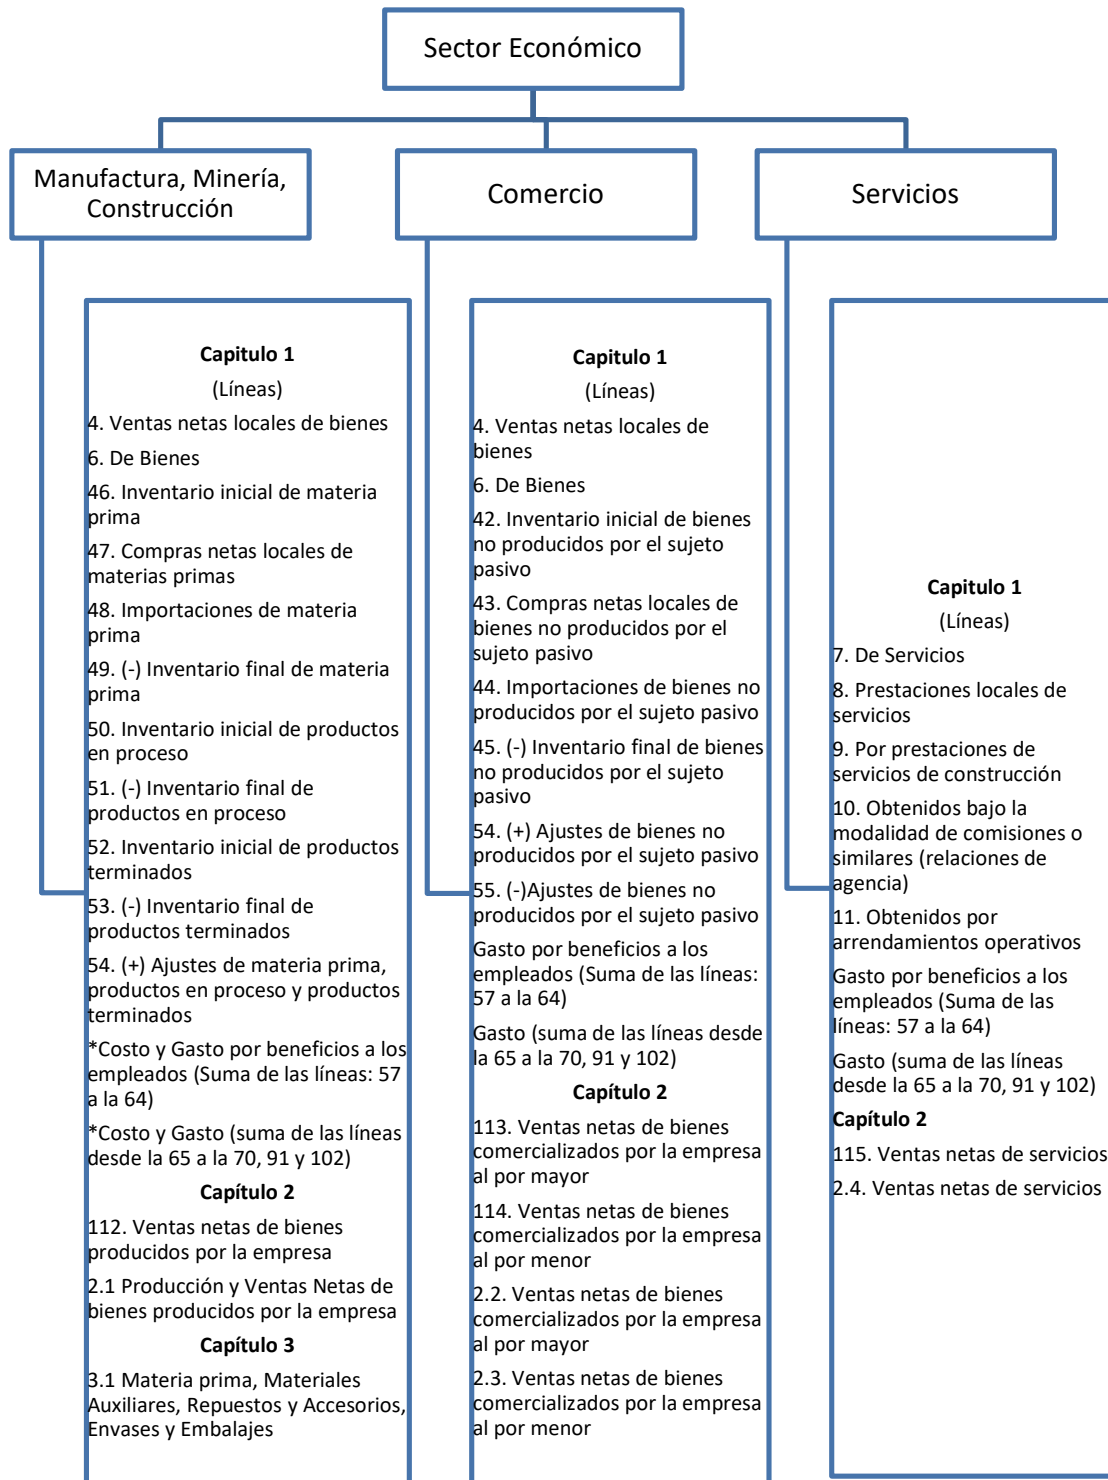 Sector Económico
Manufactura, Minería,
Construcción
Comercio
Servicios
Capitulo 1
(Líneas)
4. Ventas netas locales de bienes
6. De Bienes
46. Inventario inicial de materia
prima
47. Compras netas locales de
materias primas
48. Importaciones de materia
prima
49. (-) Inventario final de materia
prima
50. Inventario inicial de productos
en proceso
51. (-) Inventario final de
productos en proceso
52. Inventario inicial de productos
terminados
53. (-) Inventario final de
productos terminados
54. (+) Ajustes de materia prima,
productos en proceso y productos
terminados
*Costo y Gasto por beneficios a los
empleados (Suma de las líneas: 57
a la 64)
*Costo y Gasto (suma de las líneas
desde la 65 a la 70, 91 y 102)
Capítulo 2
112. Ventas netas de bienes
producidos por la empresa
2.1 Producción y Ventas Netas de
bienes producidos por la empresa
Capítulo 3
3.1 Materia prima, Materiales
Auxiliares, Repuestos y Accesorios,
Envases y Embalajes
Capitulo 1
(Líneas)
4. Ventas netas locales de
bienes
6. De Bienes
42. Inventario inicial de bienes
no producidos por el sujeto
pasivo
43. Compras netas locales de
bienes no producidos por el
sujeto pasivo
44. Importaciones de bienes no
producidos por el sujeto pasivo
45. (-) Inventario final de bienes
no producidos por el sujeto
pasivo
54. (+) Ajustes de bienes no
producidos por el sujeto pasivo
55. (-)Ajustes de bienes no
producidos por el sujeto pasivo
Gasto por beneficios a los
empleados (Suma de las líneas:
57 a la 64)
Gasto (suma de las líneas desde
la 65 a la 70, 91 y 102)
Capítulo 2
113. Ventas netas de bienes
comercializados por la empresa
al por mayor
114. Ventas netas de bienes
comercializados por la empresa
al por menor
2.2. Ventas netas de bienes
comercializados por la empresa
al por mayor
2.3. Ventas netas de bienes
comercializados por la empresa
al por menor
Capitulo 1
(Líneas)
7. De Servicios
8. Prestaciones locales de
servicios
9. Por prestaciones de
servicios de construcción
10. Obtenidos bajo la
modalidad de comisiones o
similares (relaciones de
agencia)
11. Obtenidos por
arrendamientos operativos
Gasto por beneficios a los
empleados (Suma de las
líneas: 57 a la 64)
Gasto (suma de las líneas
desde la 65 a la 70, 91 y 102)
Capítulo 2
115. Ventas netas de servicios
2.4. Ventas netas de servicios